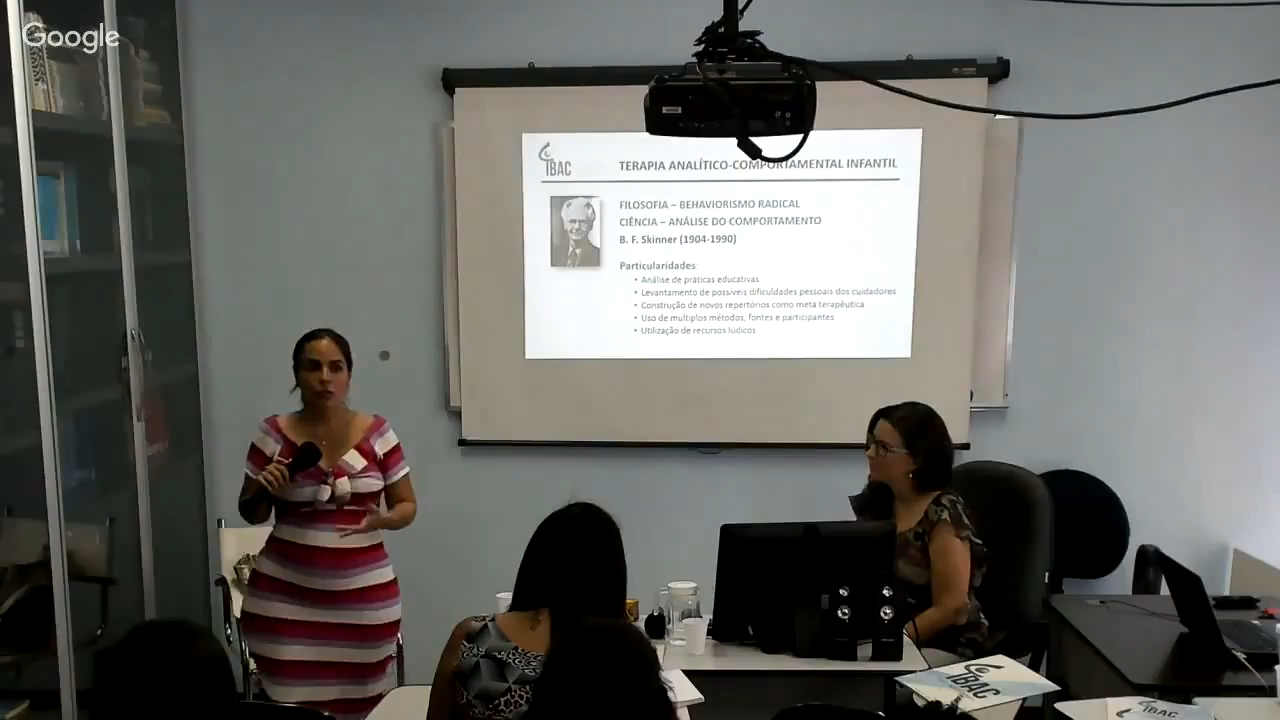 Google
IBAC
TERAPIA ANALÍTICO-COMPORTAMENTAL INFANTIL
FILOSOFIA – BEHAVIORISMO RADICAL
CIÊNCIA – ANÁLISE DO COMPORTAMENTO
B. F. Skinner (1904-1990)
Particularidades:
• Análise de práticas educativas
• Levantamento de possíveis dificuldades pessoais dos cuidadores
• Construção de novos repertórios como meta terapêutica
• Uso de multiplos métodos, fontes e participantes
• Utilização de recursos lúdicos
IBAC
IBAC